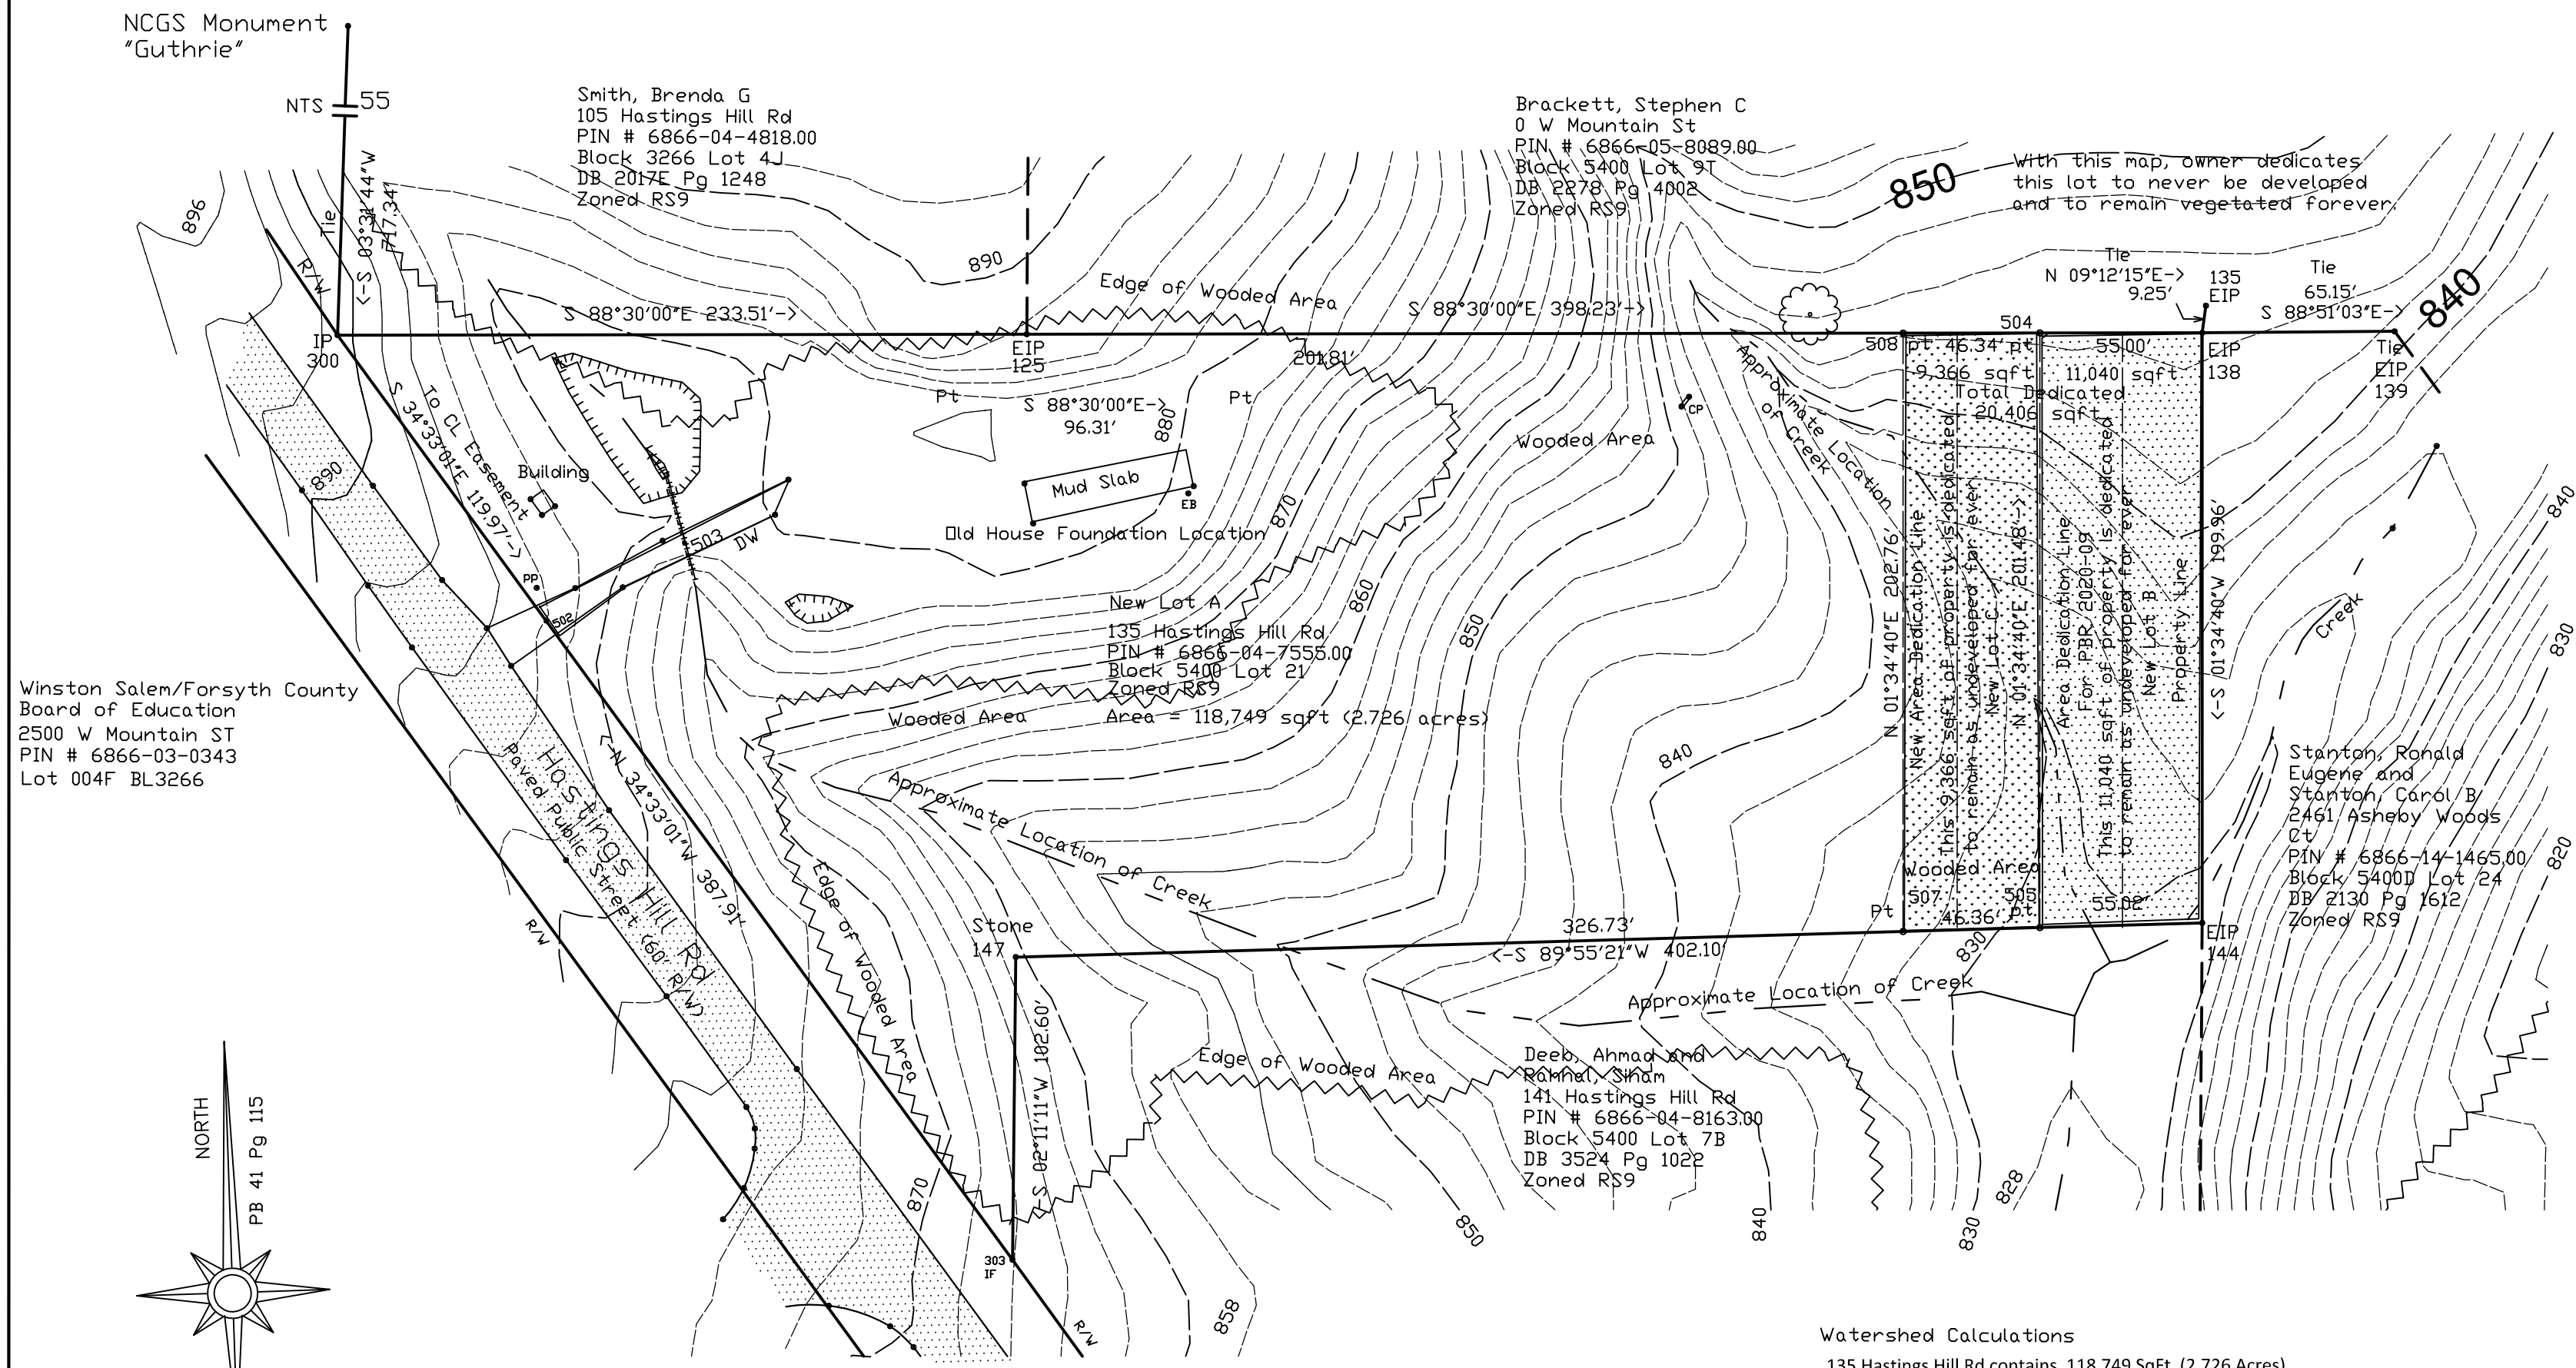 NCGS Monument
"Guthrie"
NTS
55
Tie
<-S 03°31'44"W
717.34'
Smith, Brenda G
105 Hastings Hill Rd
PIN # 6866-04-4818.00
Block 3266 Lot 4J
DB 2017E Pg 1248
Zoned RS9
Brackett, Stephen C
0 W Mountain St
PIN # 6866-05-8089.00
Block 5400 Lot 9T
DB 2278 Pg 4002
Zoned RS9
850
With this map, owner dedicates
this lot to never be developed
and to remain vegetated forever.
896
R/W
890
Edge of Wooded Area
S 88°30'00"E 233.51'->
S 88°30'00"E 398.23'->
Tie
N 09°12'15"E->
9.25'
135
EIP
Tie
65.15'
S 88°51'03"E->
840
IP
300
EIP
125
201.81'
504
508 pt
46.34'
pt
55.00'
EIP
138
Tie
EIP
139
9,366 sqft
11,040 sqft
Total Dedicated
20,406 sqft
To CL Easement
S 34°33'01"E 119.97'->
Pt
S 88°30'00"E->
96.31'
880
Pt
CP
Approximate Location
of Creek
Wooded Area
890
Building
Mud Slab
EB
Old House Foundation Location
870
503
DW
PP
502
860
850
840
New Lot A
135 Hastings Hill Rd
PIN # 6866-04-7555.00
Block 5400 Lot 21
Zoned RS9
Area = 118,749 sqft (2.726 acres)
Wooded Area
N 01°34'40"E 202.76'
New Area Dedication Line
This 9,366 sqft of property is dedicated
to remain as undeveloped for ever
New Lot C
N 01°34'40"E 201.48'->
Area Dedication Line
For PBR 2020-09
This 11,040 sqft of property is dedicated
to remain as undeveloped for ever
New Lot B
Property Line
<-S 01°34'40"W 199.96'
Creek
840
830
820
Winston Salem/Forsyth County
Board of Education
2500 W Mountain ST
PIN # 6866-03-0343
Lot 004F BL3266
Hastings Hill Rd
Paved Public Street (60' R/W)
<-N 34°33'01"W 387.91'
R/W
Approximate Location of Creek
Edge of Wooded Area
Stanton, Ronald
Eugene and
Stanton, Carol B
2461 Asheby Woods
Ct
PIN # 6866-14-1465.00
Block 5400D Lot 24
DB 2130 Pg 1612
Zoned RS9
Wooded Area
Pt
507
46.36'
505
pt
55.02'
EIP
144
Stone
147
326.73'
<-S 89°55'21"W 402.10'
830
Approximate Location of Creek
<-S 02°11'11"W 102.60'
Edge of Wooded Area
Deeb, Ahmad and
Rahhal, Siham
141 Hastings Hill Rd
PIN # 6866-04-8163.00
Block 5400 Lot 7B
DB 3524 Pg 1022
Zoned RS9
NORTH
PB 41 Pg 115
870
303
IF
R/W
858
850
840
830
828
Watershed Calculations
135 Hastings Hill Rd contains 118,749 SqFt (2.726 Acres)